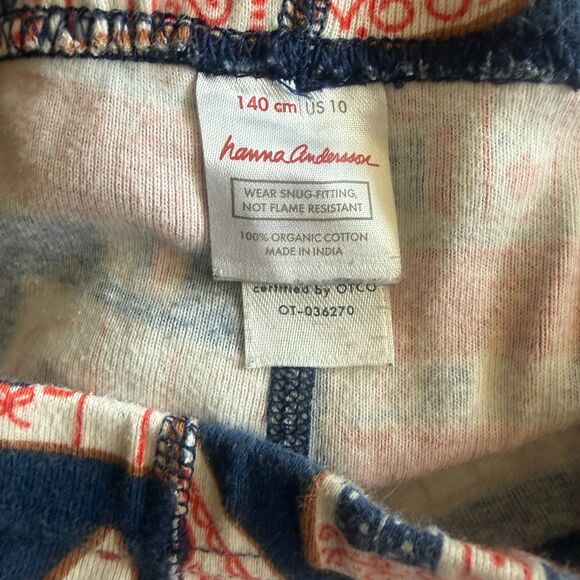 140 cm US 10
hanna andersson
WEAR SNUG-FITTING,
NOT FLAME RESISTANT
100% ORGANIC COTTON
MADE IN INDIA
certified by OTCO
OT-036270